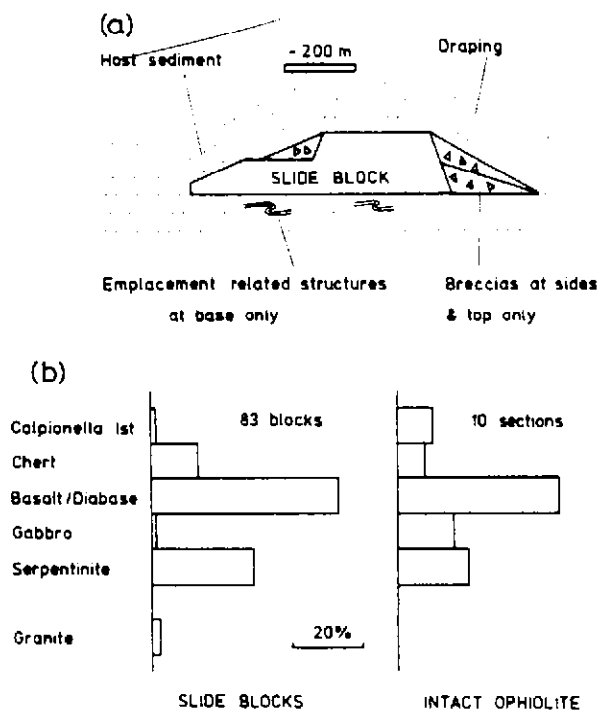 (a)
~ 200 m
Host sediment
Draping
SLIDE BLOCK
Emplacement related structures
at base only
Breccias at sides
& top only
(b)
83 blocks
10 sections
Calpionella lst
Chert
Basalt/Diabase
Gabbro
Serpentinite
Granite
20%
SLIDE BLOCKS
INTACT OPHIOLITE